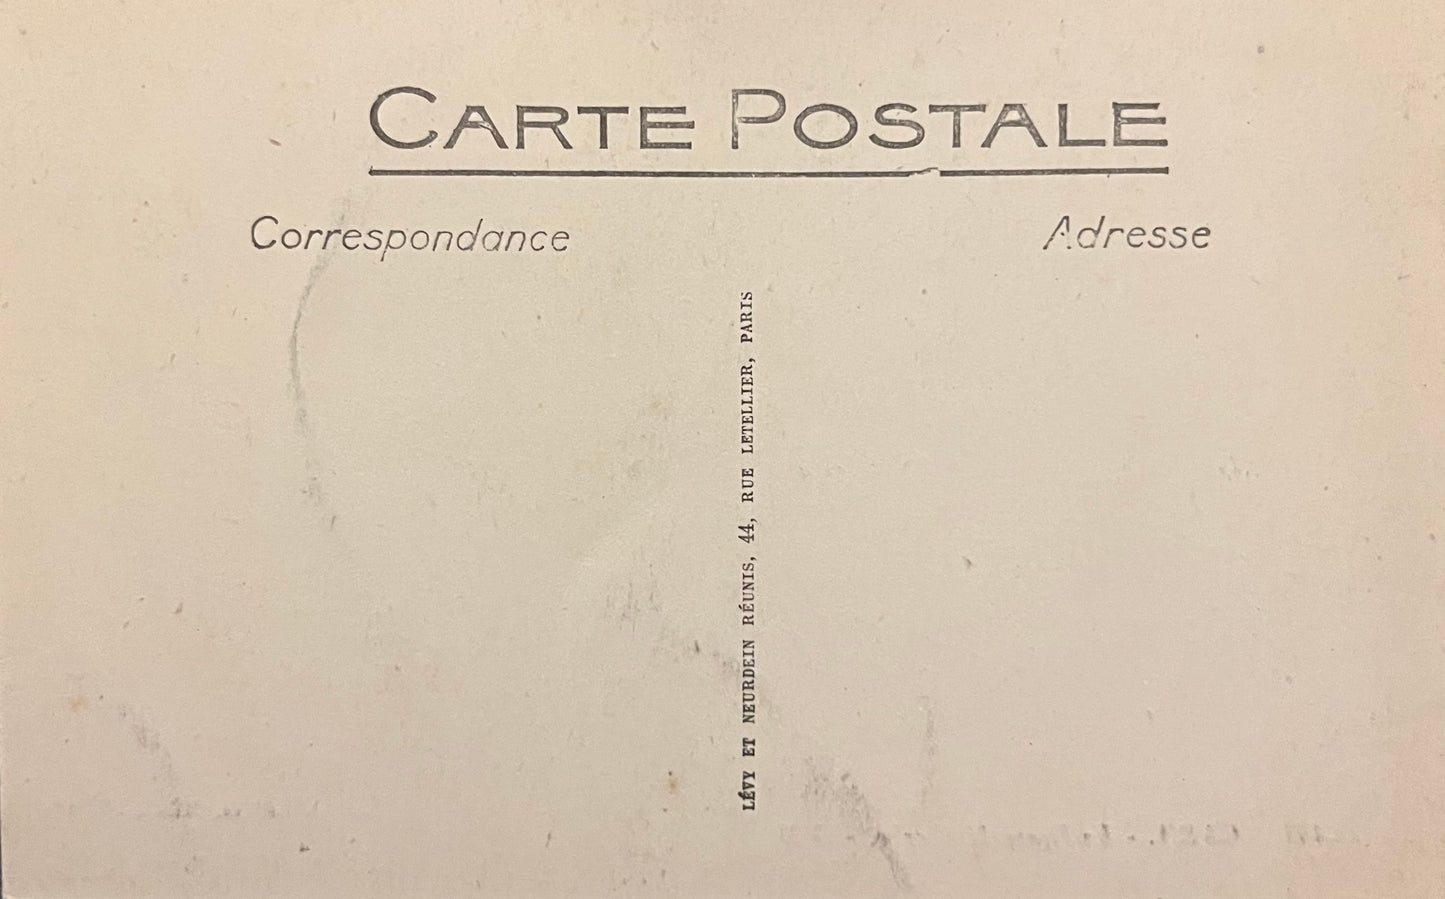 CARTE POSTALE
Correspondance
Adresse
LÉVY ET NEURDEIN RÉUNIS, 44, RUE LETELLIER, PARIS